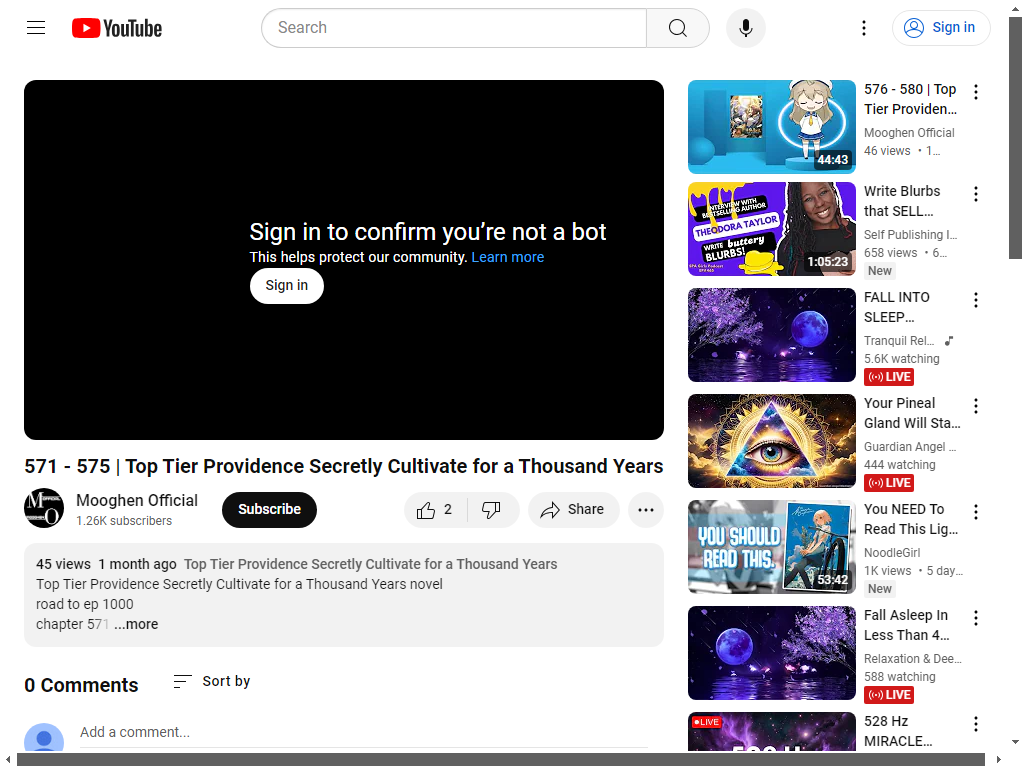 YouTube
Search
Sign in
Sign in to confirm you’re not a bot
This helps protect our community. Learn more
Sign in
571 - 575 | Top Tier Providence Secretly Cultivate for a Thousand Years
Mooghen Official
1.26K subscribers
Subscribe
2
Share
45 views 1 month ago Top Tier Providence Secretly Cultivate for a Thousand Years
Top Tier Providence Secretly Cultivate for a Thousand Years novel
road to ep 1000
chapter 571 ...more
0 Comments
Sort by
Add a comment...
44:43
576 - 580 | Top
Tier Providen...
Mooghen Official
46 views • 1...
INTERVIEW WITH
BESTSELLING AUTHOR
THEODORA TAYLOR
WRITE buttery
BLURBS!
1:05:23
Write Blurbs
that SELL...
Self Publishing I...
658 views • 6...
New
FALL INTO
SLEEP...
Tranquil Rel...
5.6K watching
LIVE
Your Pineal
Gland Will Sta...
Guardian Angel ...
444 watching
LIVE
YOU SHOULD
READ THIS.
53:42
You NEED To
Read This Lig...
NoodleGirl
1K views • 5 day...
New
Fall Asleep In
Less Than 4...
Relaxation & Dee...
588 watching
LIVE
LIVE
528 Hz
MIRACLE...